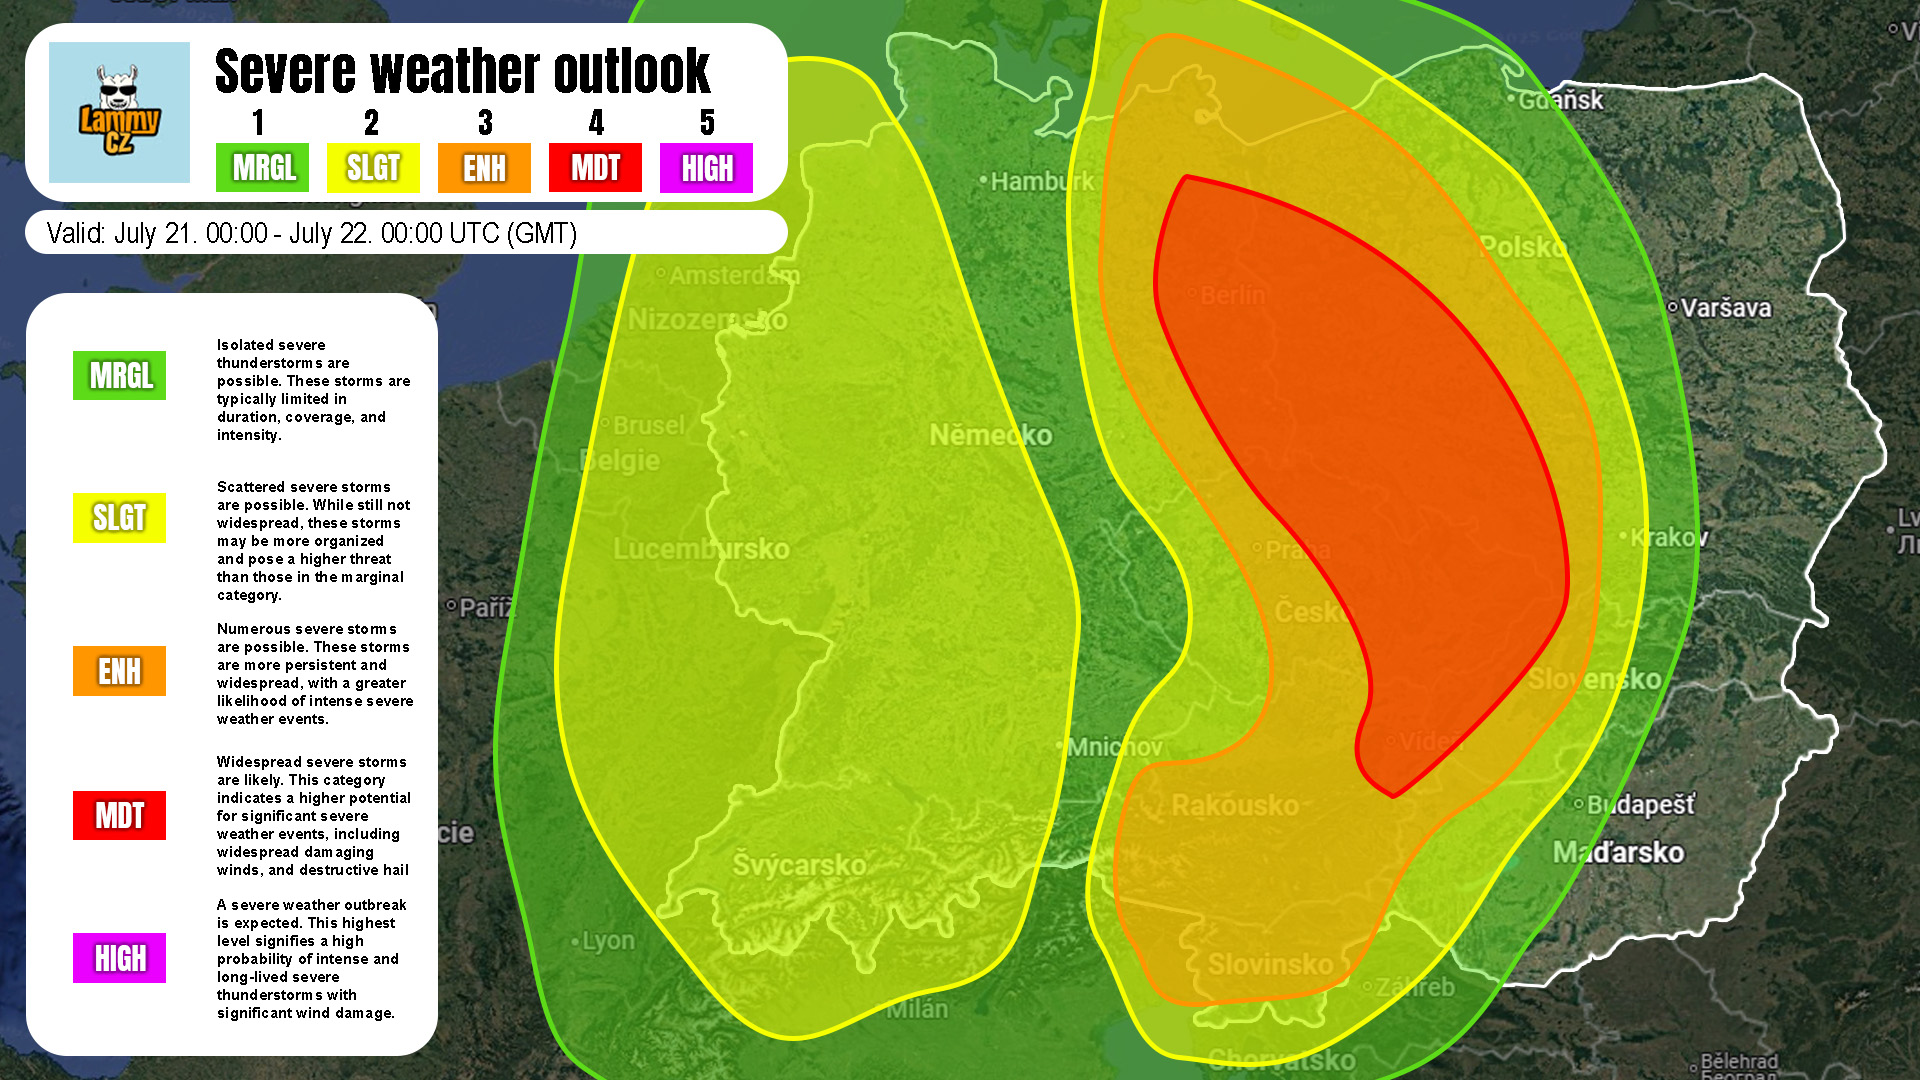 Severe weather outlook
1 2 3 4 5
MRGL SLGT ENH MDT HIGH
Lammy
CZ
Valid: July 21. 00:00 - July 22. 00:00 UTC (GMT)
MRGL
Isolated severe
thunderstorms are
possible. These storms are
typically limited in
duration, coverage, and
intensity.
SLGT
Scattered severe storms
are possible. While still not
widespread, these storms
may be more organized
and pose a higher threat
than those in the marginal
category.
ENH
Numerous severe storms
are possible. These storms
are more persistent and
widespread, with a greater
likelihood of intense severe
weather events.
MDT
Widespread severe storms
are likely. This category
indicates a higher potential
for significant severe
weather events, including
widespread damaging
winds, and destructive hail
HIGH
A severe weather outbreak
is expected. This highest
level signifies a high
probability of intense and
long-lived severe
thunderstorms with
significant wind damage.
Gdaňsk
Hamburk
Polsko
Amsterdam
Berlín
Varšava
Nizozemsko
Brusel
Německo
Belgie
Krakov
Lucembursko
Praha
Paříž
Česko
Slovensko
Mnichov
Vídeň
Rakousko
Budapešť
cie
Maďarsko
Švýcarsko
Lyon
Slovinsko
Záhřeb
Milán
Chorvatsko
Bělehrad
Београд